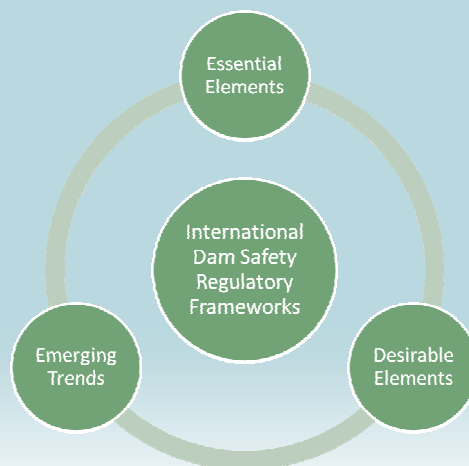 Essential
Elements
International
Dam Safety
Regulatory
Frameworks
Emerging
Trends
Desirable
Elements